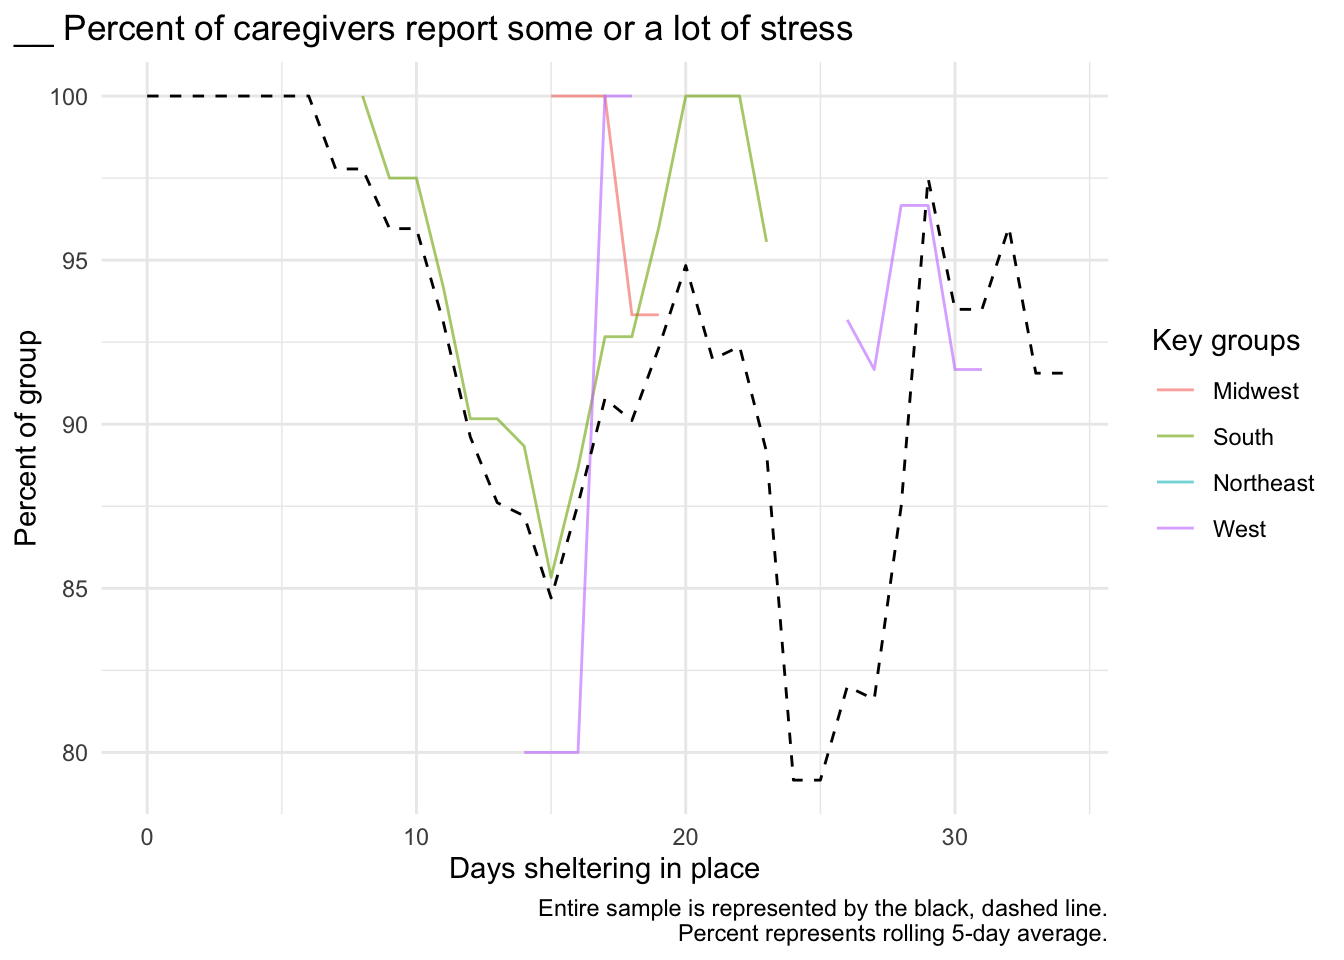 __ Percent of caregivers report some or a lot of stress
100
95
90
85
80
Percent of group
0 10 20 30
Days sheltering in place
Key groups
Midwest
South
Northeast
West
Entire sample is represented by the black, dashed line.
Percent represents rolling 5-day average.